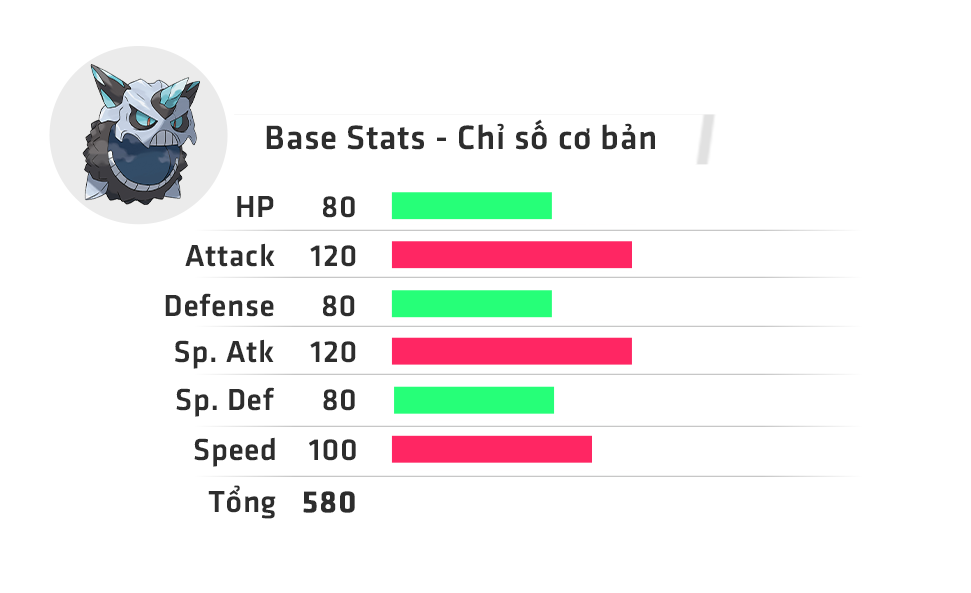 Base Stats - Chỉ số cơ bản
HP 80
Attack 120
Defense 80
Sp. Atk 120
Sp. Def 80
Speed 100
Tổng 580